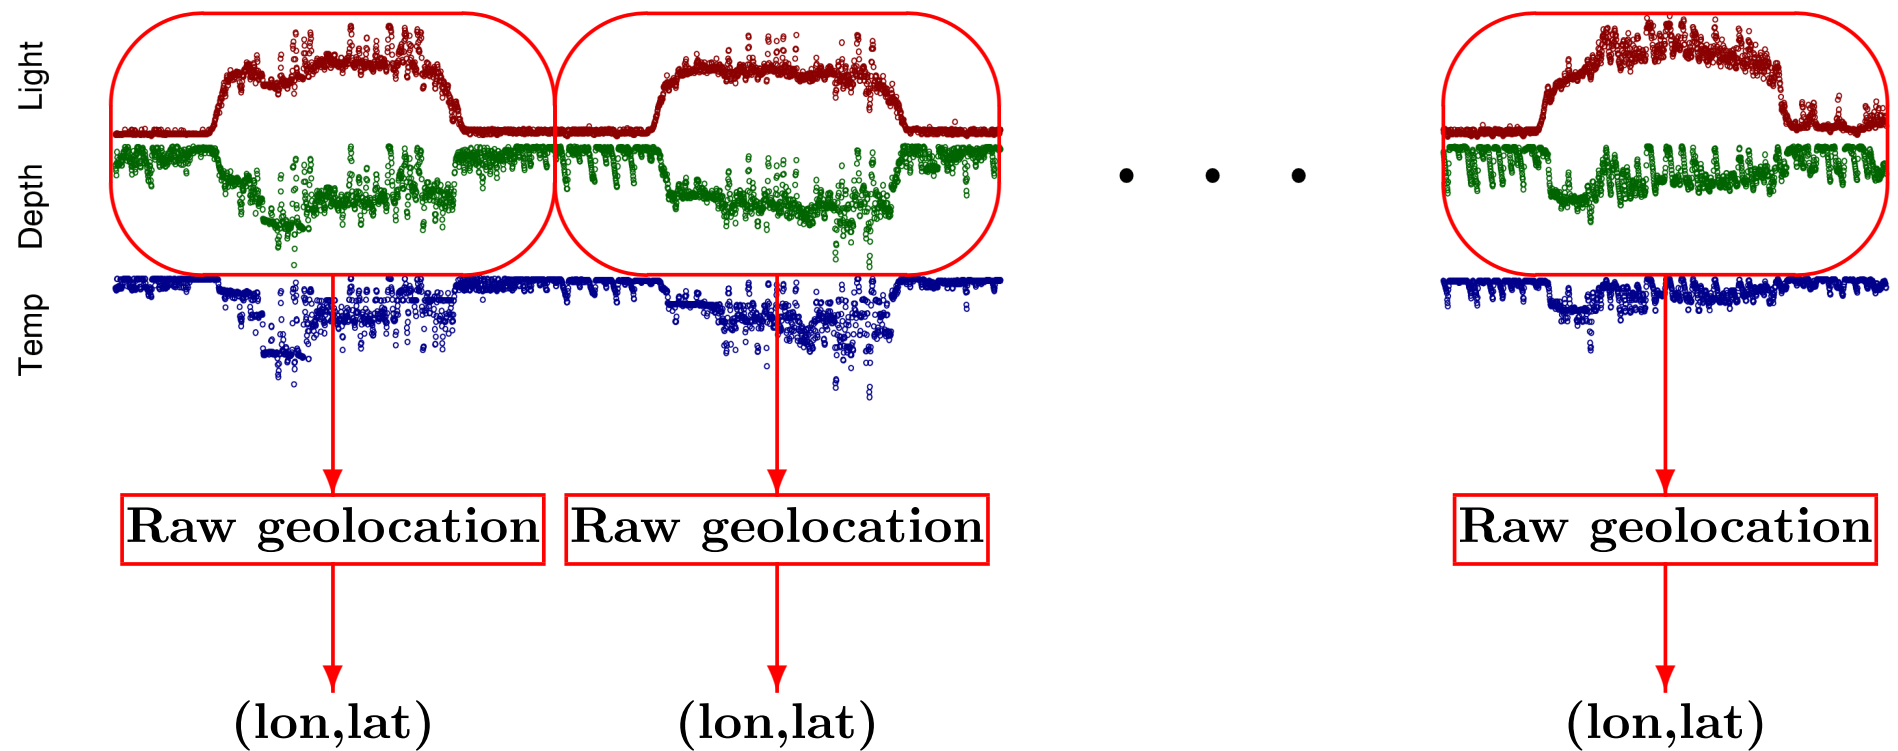 Light
Depth
Temp
Raw geolocation
Raw geolocation
Raw geolocation
(lon,lat)
(lon,lat)
(lon,lat)